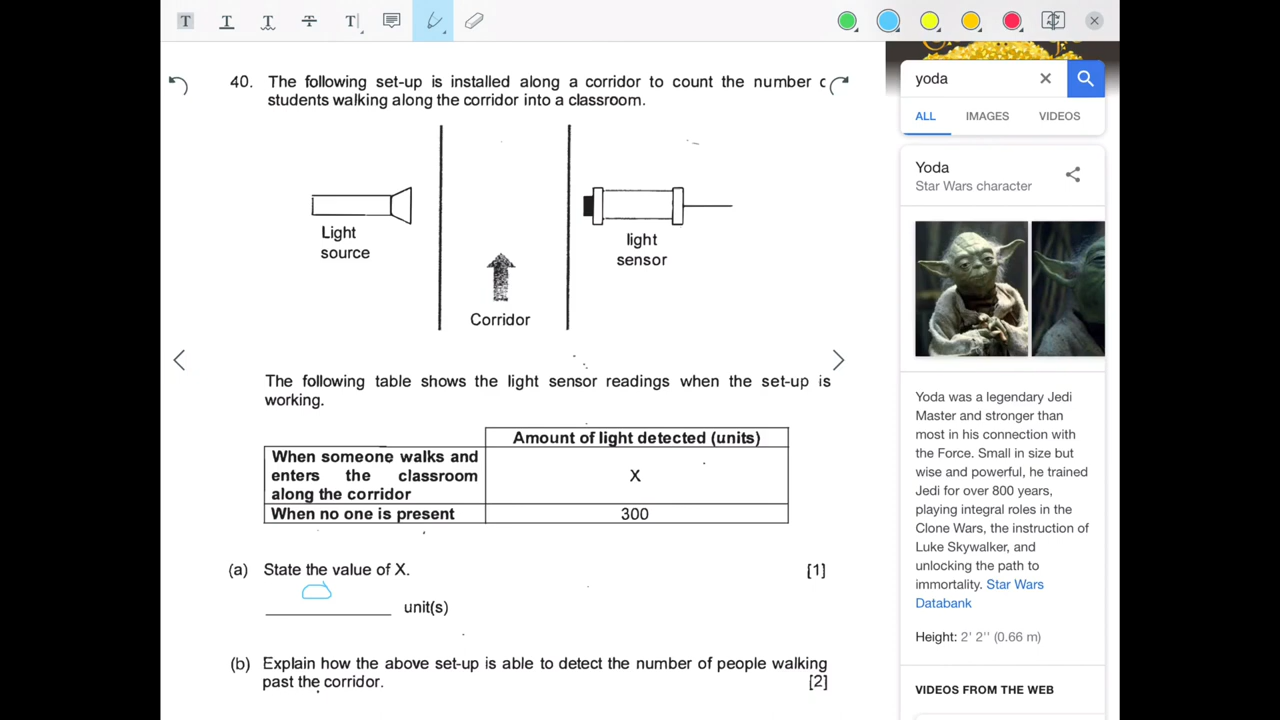 T T T T T
yoda
ALL IMAGES VIDEOS
40. The following set-up is installed along a corridor to count the number
students walking along the corridor into a classroom.
Light
source
light
sensor
Corridor
The following table shows the light sensor readings when the set-up is
working.
Amount of light detected (units)
When someone walks and
enters the classroom
along the corridor
X
When no one is present 300
(a) State the value of X. [1]
0
unit(s)
(b) Explain how the above set-up is able to detect the number of people walking
past the corridor. [2]
Yoda
Star Wars character
Yoda was a legendary Jedi
Master and stronger than
most in his connection with
the Force. Small in size but
wise and powerful, he trained
Jedi for over 800 years,
playing integral roles in the
Clone Wars, the instruction of
Luke Skywalker, and
unlocking the path to
immortality. Star Wars
Databank
Height: 2' 2'' (0.66 m)
VIDEOS FROM THE WEB